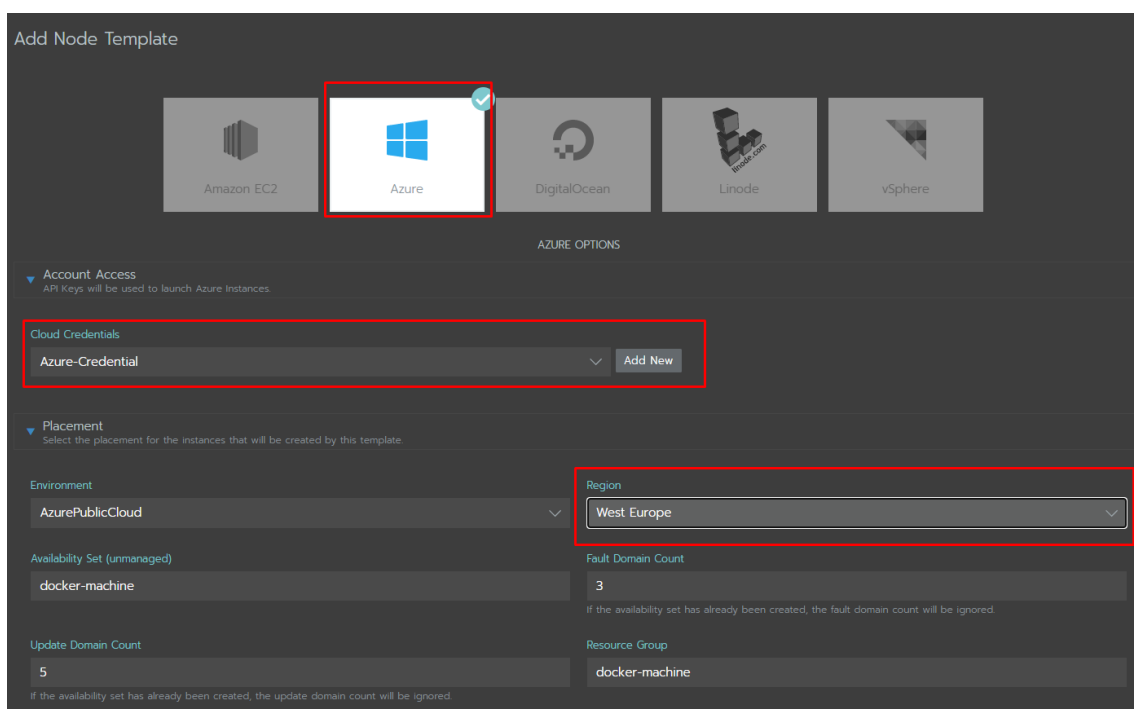 Add Node Template
Amazon EC2
Azure
DigitalOcean
linode.com
Linode
vSphere
AZURE OPTIONS
Account Access
API Keys will be used to launch Azure Instances.
Cloud Credentials
Azure-Credential
Add New
Placement
Select the placement for the instances that will be created by this template.
Environment
Region
AzurePublicCloud
West Europe
Availability Set (unmanaged)
Fault Domain Count
docker-machine
3
If the availability set has already been created, the fault domain count will be ignored.
Update Domain Count
Resource Group
5
docker-machine
If the availability set has already been created, the update domain count will be ignored.